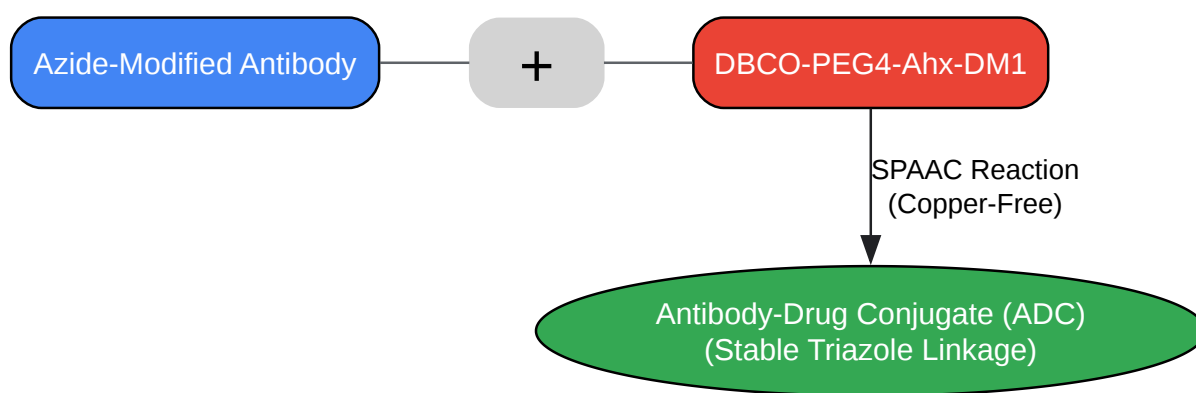 Azide-Modified Antibody
+
DBCO-PEG4-Ahx-DM1
SPAAC Reaction
(Copper-Free)
Antibody-Drug Conjugate (ADC)
(Stable Triazole Linkage)